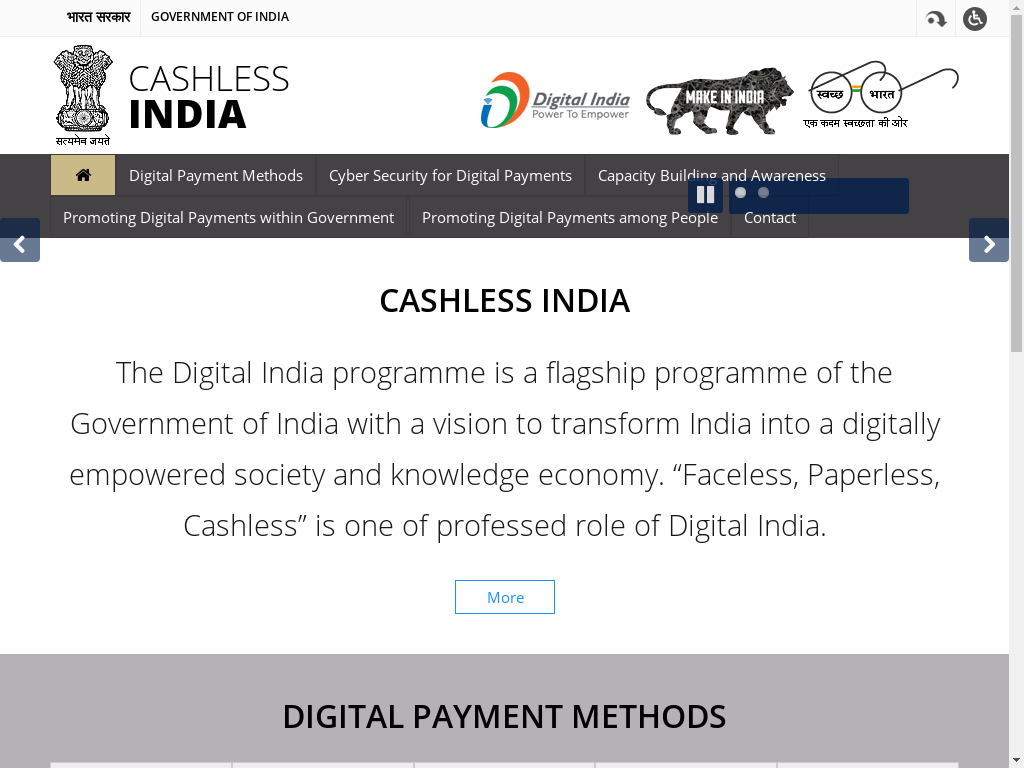 भारत सरकार GOVERNMENT OF INDIA
CASHLESS
INDIA
सत्यमेव जयते
Digital India
Power To Empower
MAKE IN INDIA
स्वच्छ भारत
एक कदम स्वच्छता की ओर
Digital Payment Methods Cyber Security for Digital Payments Capacity Building and Awareness
Promoting Digital Payments within Government Promoting Digital Payments among People Contact
CASHLESS INDIA
The Digital India programme is a flagship programme of the
Government of India with a vision to transform India into a digitally
empowered society and knowledge economy. “Faceless, Paperless,
Cashless” is one of professed role of Digital India.
More
DIGITAL PAYMENT METHODS